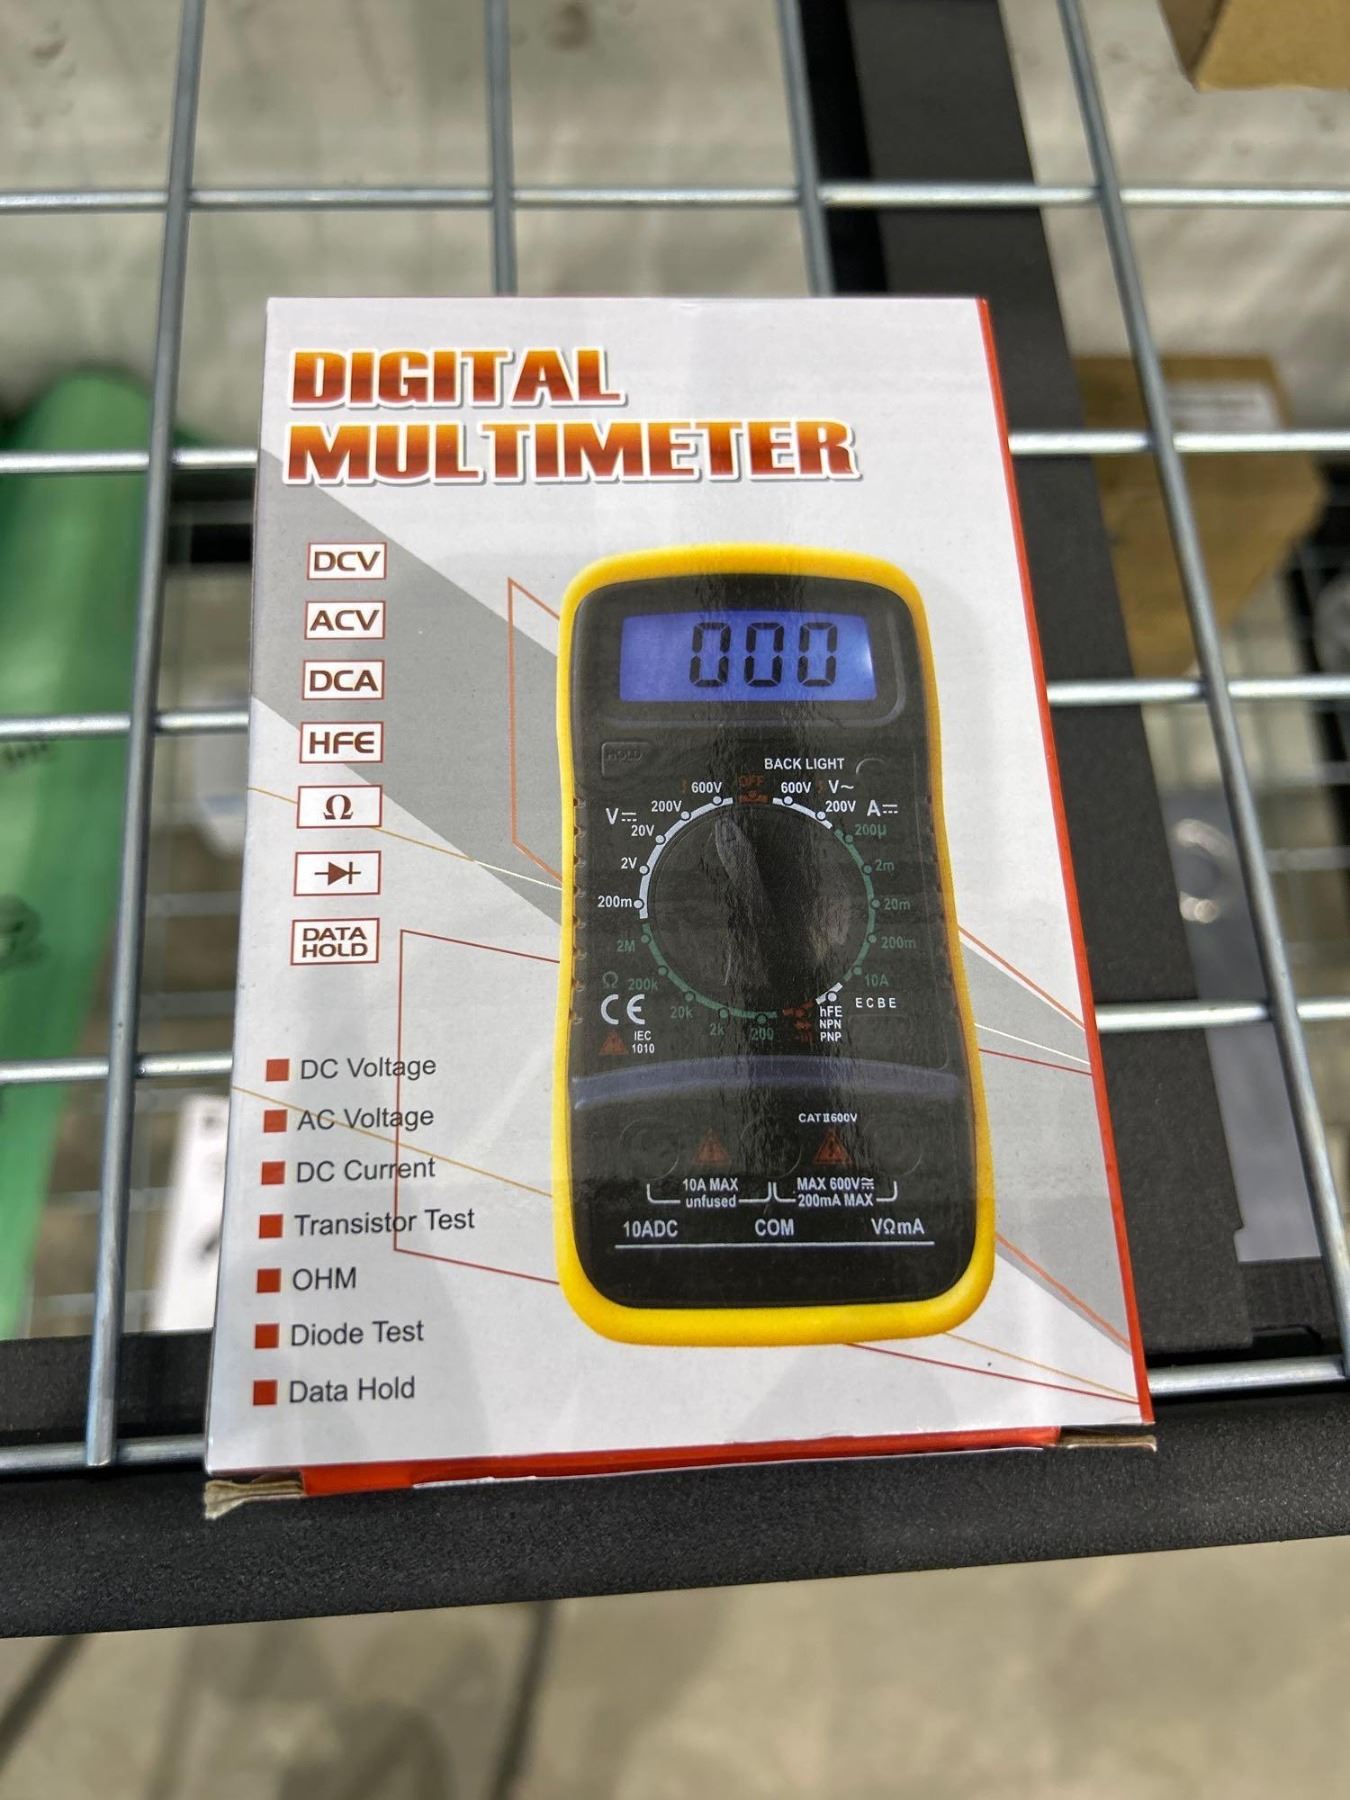 DIGITAL
MULTIMETER
DCV
ACV
DCA
HFE
Ω
DATA
HOLD
DC Voltage
AC Voltage
DC Current
Transistor Test
OHM
Diode Test
Data Hold
000
HOLD
BACK LIGHT
OFF
600V
600V
V~
200V
200V
A
V
20V
200µ
2V
2m
200m
20m
2M
200m
Ω
200k
10A
CE
20k
2k
200
hFE
NPN
PNP
E C B E
IEC
1010
CAT II 600V
10A MAX
unfused
MAX 600V
200mA MAX
10ADC
COM
VΩmA